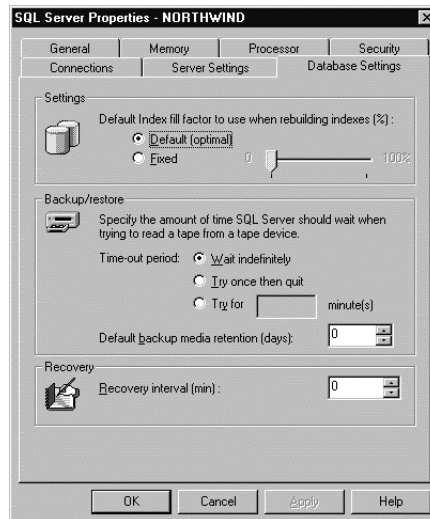 SQL Server Properties - NORTHWIND
General Memory Processor Security
Connections Server Settings Database Settings
Settings
Default Index fill factor to use when rebuilding indexes (%) :
Default (optimal)
Fixed 0 100%
Backup/restore
Specify the amount of time SQL Server should wait when
trying to read a tape from a tape device.
Time-out period: Wait indefinitely
Try once then quit
Try for minute(s)
Default backup media retention (days): 0
Recovery
Recovery interval (min) : 0
OK Cancel Apply Help